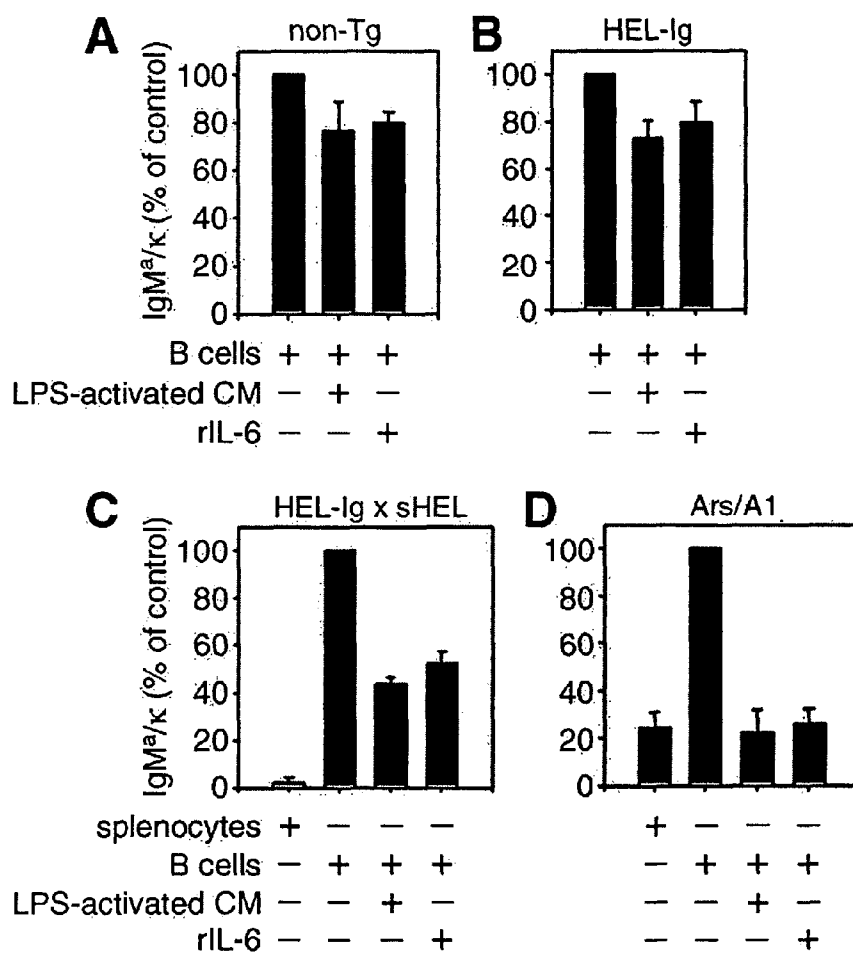 A non-Tg
B HEL-Ig
IgMᵃ/κ (% of control)
100
80
60
40
20
0
100
80
60
40
20
0
B cells + + + + + +
LPS-activated CM − + − − + −
rIL-6 − − + − − +
C HEL-Ig x sHEL
D Ars/A1
IgMᵃ/κ (% of control)
100
80
60
40
20
0
100
80
60
40
20
0
splenocytes + − − − + − − −
B cells − + + + − + + +
LPS-activated CM − − + − − − + −
rIL-6 − − − + − − − +